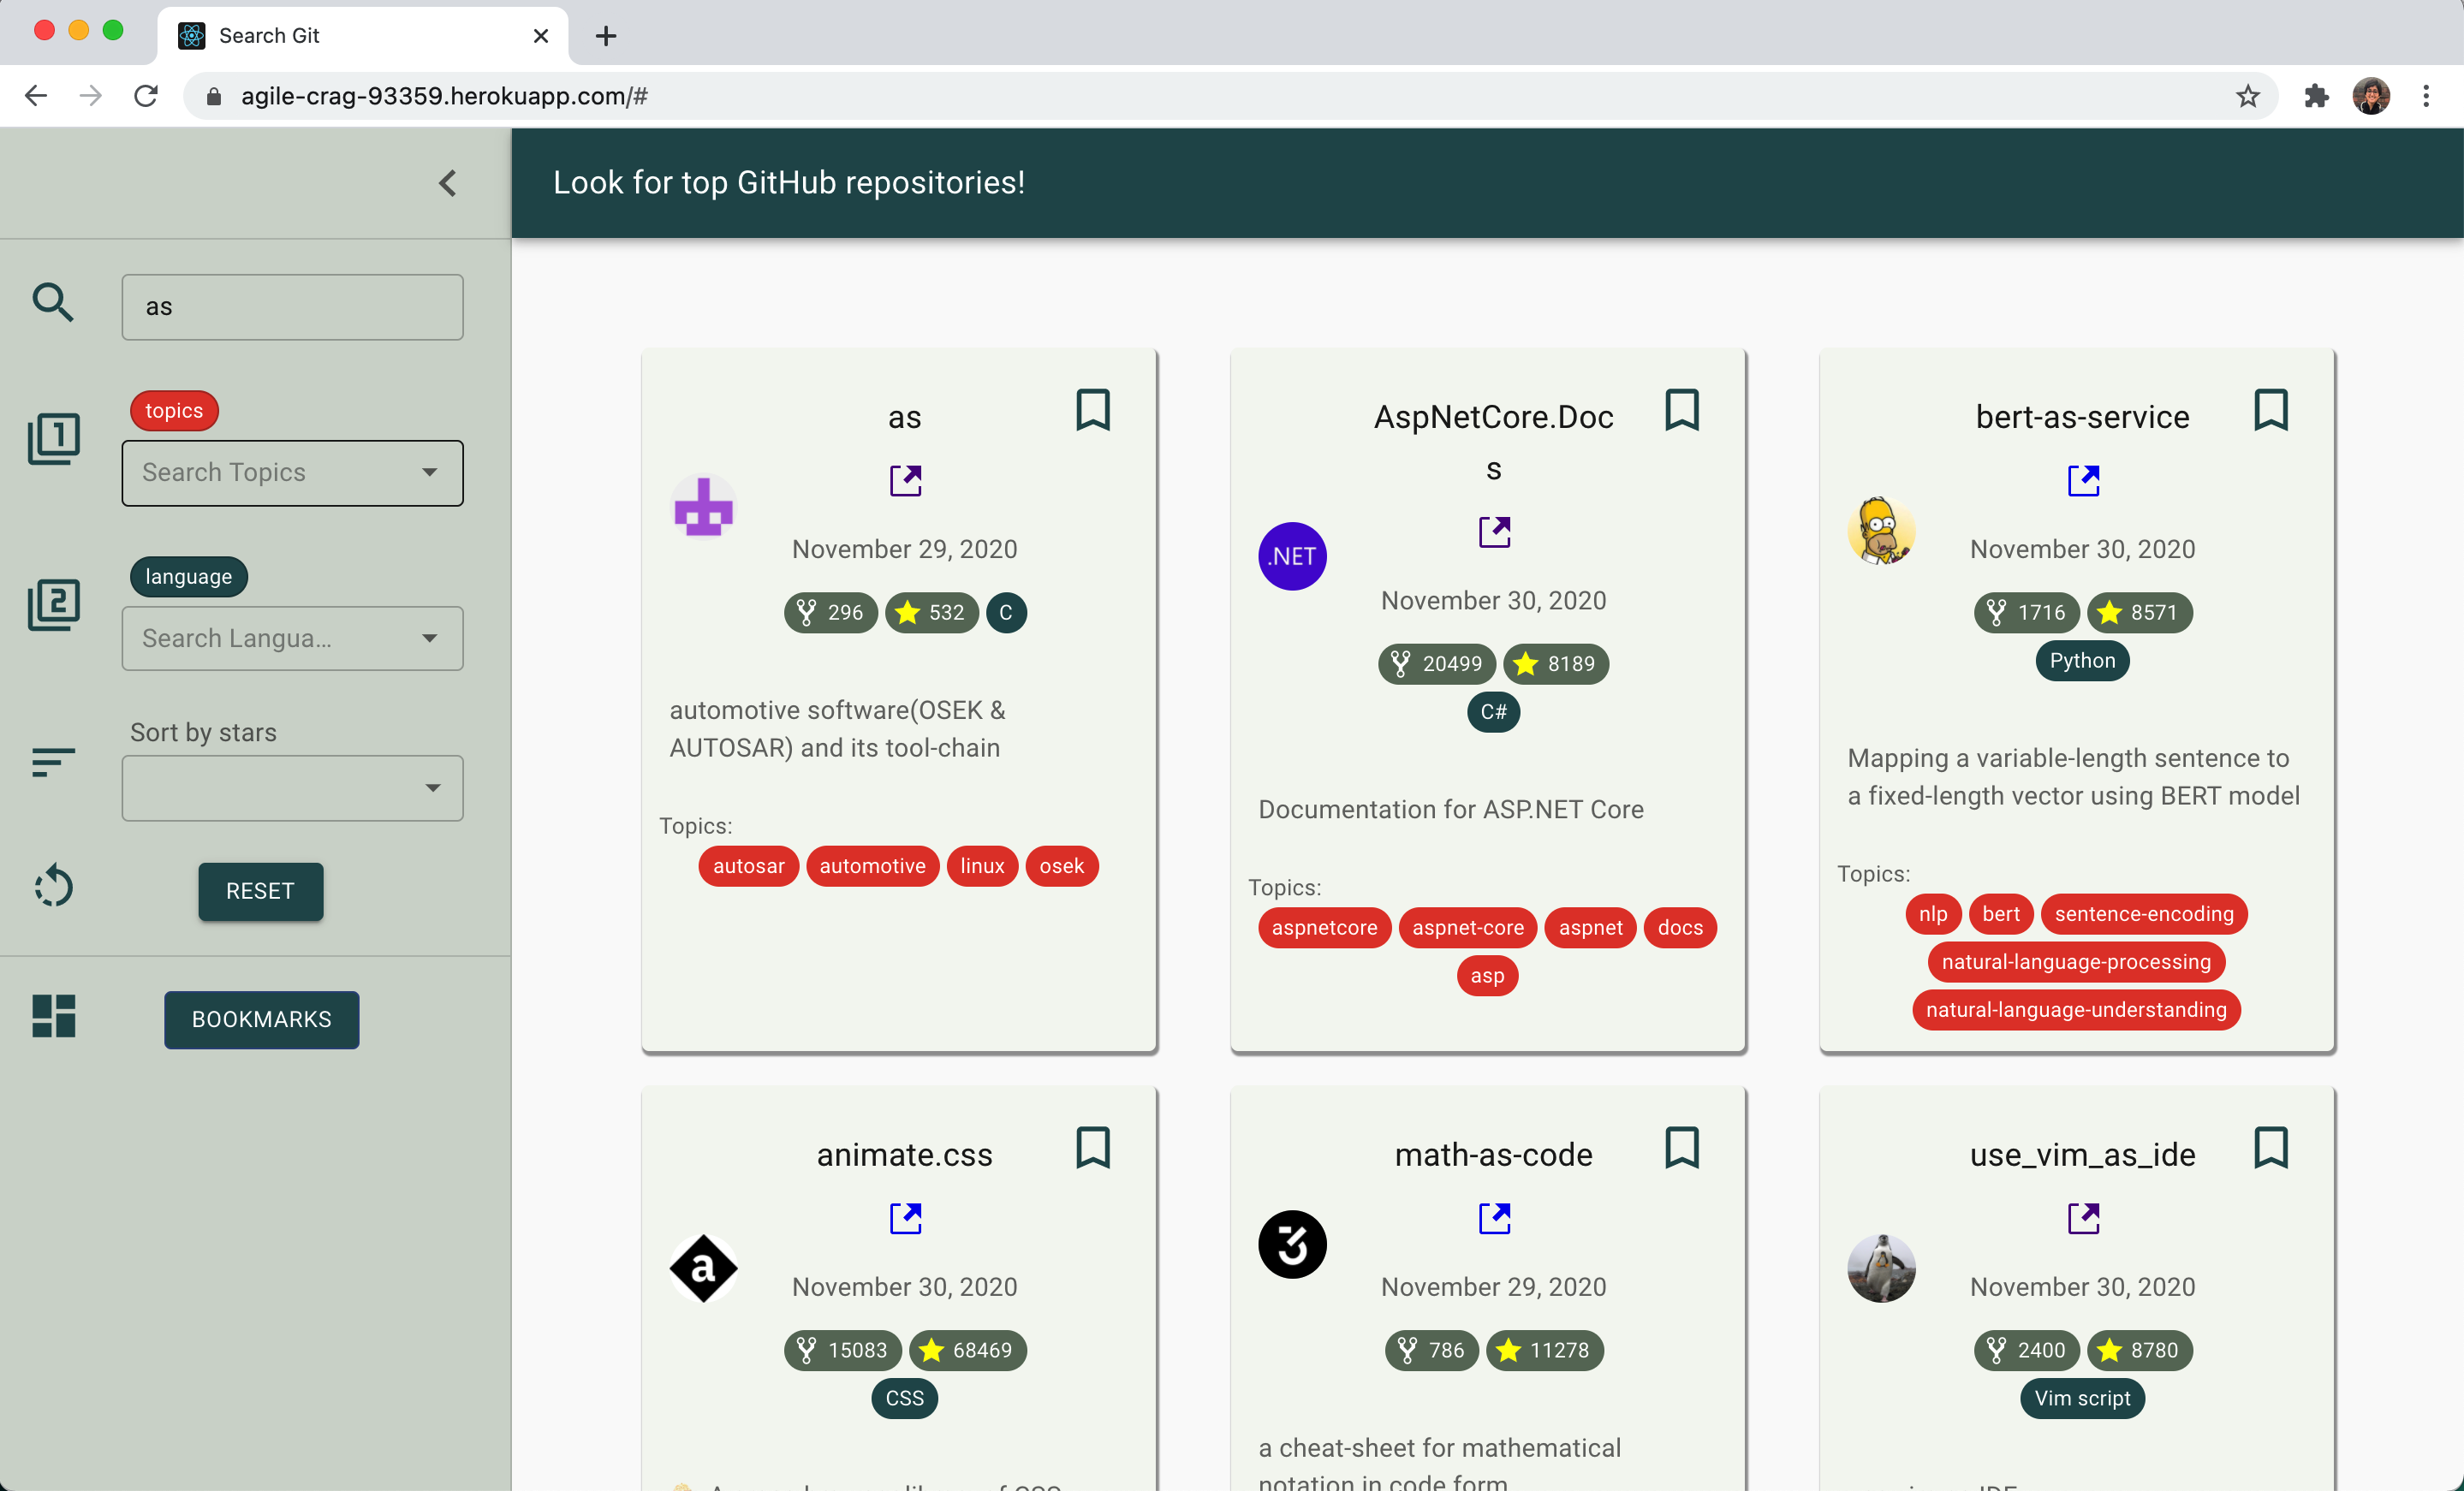 Search Git
agile-crag-93359.herokuapp.com/#
Look for top GitHub repositories!
as
topics
Search Topics
language
Search Langua...
Sort by stars
RESET
BOOKMARKS
as
November 29, 2020
296 532 C
automotive software(OSEK &
AUTOSAR) and its tool-chain
Topics:
autosar automotive linux osek
AspNetCore.Doc
s
.NET
November 30, 2020
20499 8189
C#
Documentation for ASP.NET Core
Topics:
aspnetcore aspnet-core aspnet docs
asp
bert-as-service
November 30, 2020
1716 8571
Python
Mapping a variable-length sentence to
a fixed-length vector using BERT model
Topics:
nlp bert sentence-encoding
natural-language-processing
natural-language-understanding
animate.css
a
November 30, 2020
15083 68469
CSS
math-as-code
November 29, 2020
786 11278
a cheat-sheet for mathematical
notation in code form
use_vim_as_ide
November 30, 2020
2400 8780
Vim script